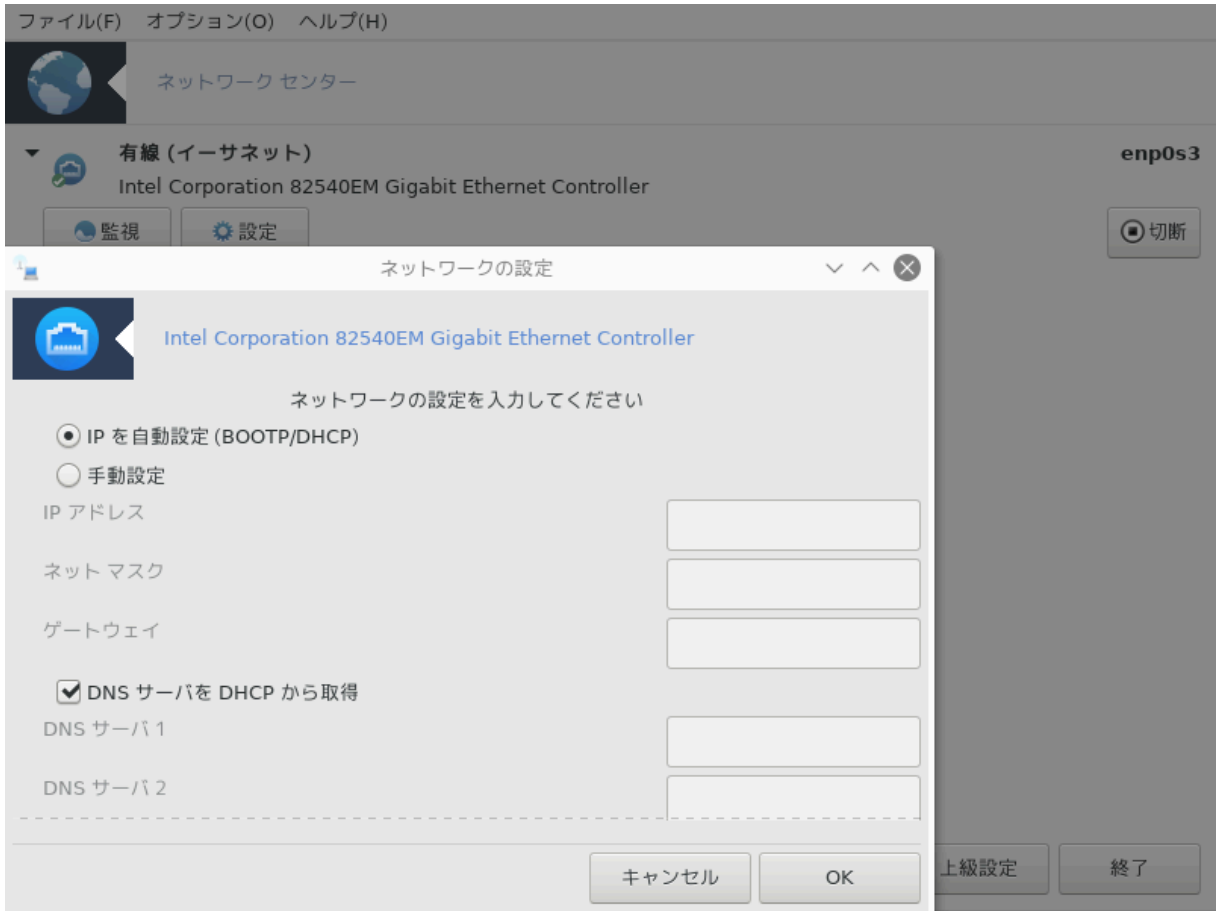 ファイル(F) オプション(O) ヘルプ(H)
ネットワーク センター
有線 (イーサネット)
enp0s3
Intel Corporation 82540EM Gigabit Ethernet Controller
監視 設定 切断
ネットワークの設定
Intel Corporation 82540EM Gigabit Ethernet Controller
ネットワークの設定を入力してください
IP を自動設定 (BOOTP/DHCP)
手動設定
IP アドレス
ネット マスク
ゲートウェイ
DNS サーバを DHCP から取得
DNS サーバ 1
DNS サーバ 2
キャンセル OK 上級設定 終了